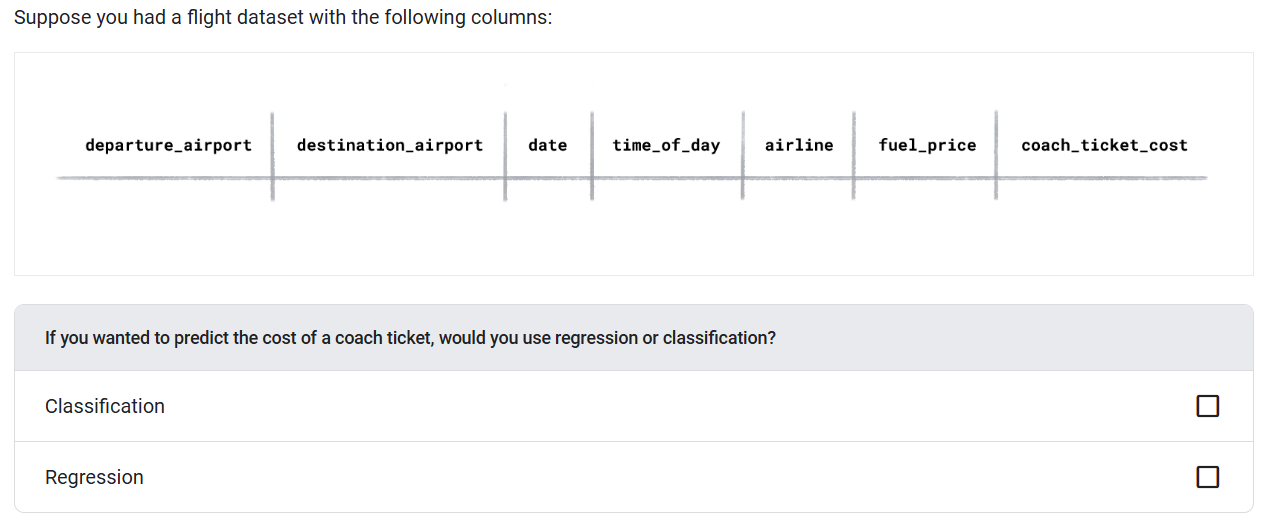 Suppose you had a flight dataset with the following columns:
departure_airport destination_airport date time_of_day airline fuel_price coach_ticket_cost
If you wanted to predict the cost of a coach ticket, would you use regression or classification?
Classification
Regression